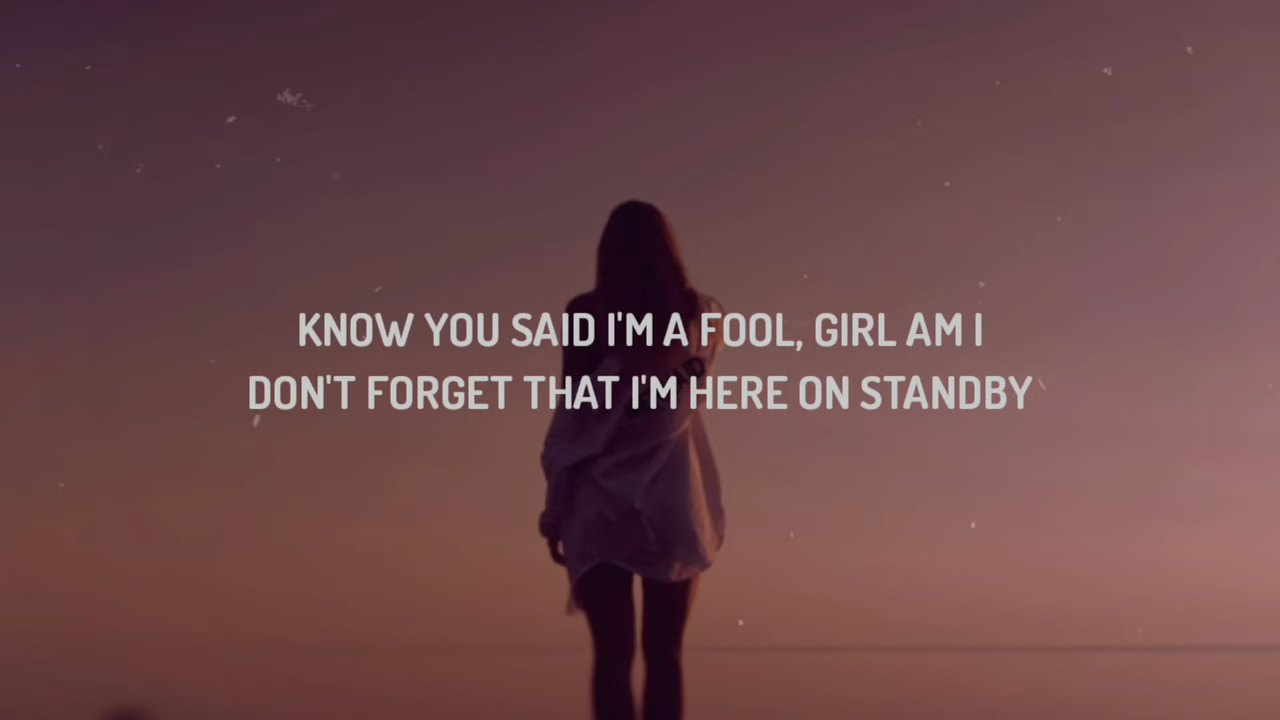 KNOW YOU SAID I'M A FOOL, GIRL AM I
DON'T FORGET THAT I'M HERE ON STANDBY